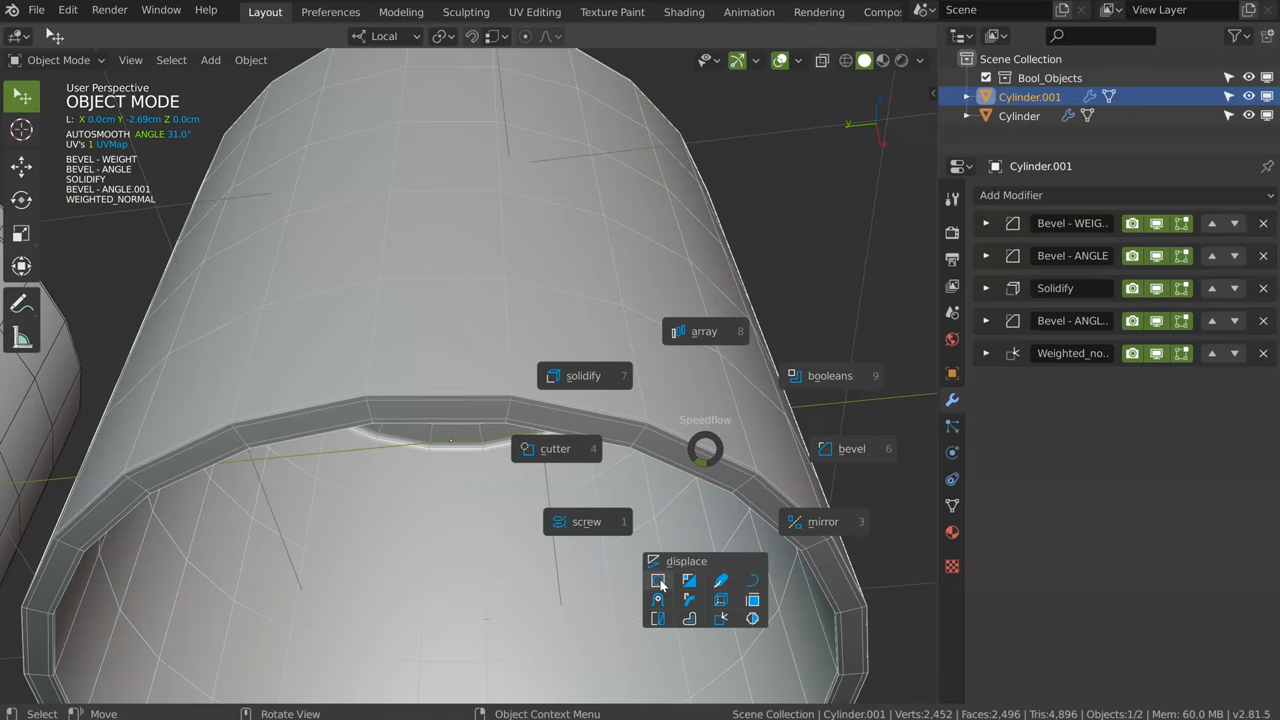 File Edit Render Window Help Layout Preferences Modeling Sculpting UV Editing Texture Paint Shading Animation Rendering Compos Scene View Layer
Local
Object Mode View Select Add Object
Scene Collection
Bool_Objects
Cylinder.001
Cylinder
User Perspective
OBJECT MODE
L: X 0.0cm Y -2.69cm Z 0.0cm
AUTOSMOOTH ANGLE 31.0°
UV's 1 UVMap
BEVEL - WEIGHT
BEVEL - ANGLE
SOLIDIFY
BEVEL - ANGLE.001
WEIGHTED_NORMAL
z
y
x
Cylinder.001
Add Modifier
Bevel - WEIG..
Bevel - ANGLE
Solidify
Bevel - ANGL..
Weighted_no..
array 8
solidify 7
booleans 9
Speedflow
cutter 4
bevel 6
screw 1
mirror 3
displace
Select Move Rotate View Object Context Menu Scene Collection | Cylinder.001 | Verts:2,452 | Faces:2,496 | Tris:4,896 | Objects:1/2 | Mem: 60.0 MB | v2.81.5